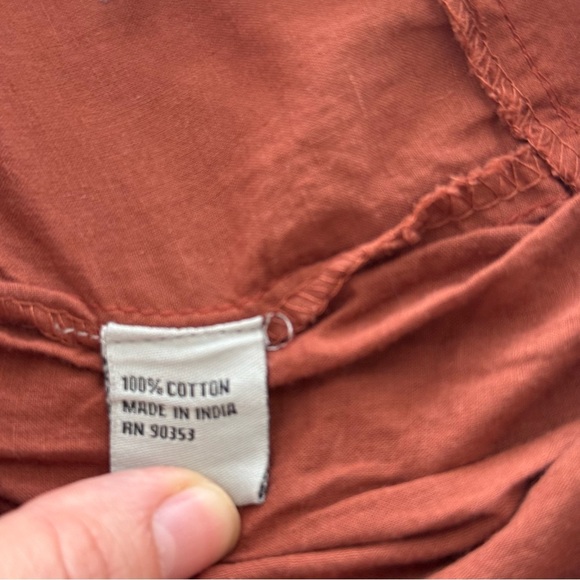 100% COTTON
MADE IN INDIA
RN 90353